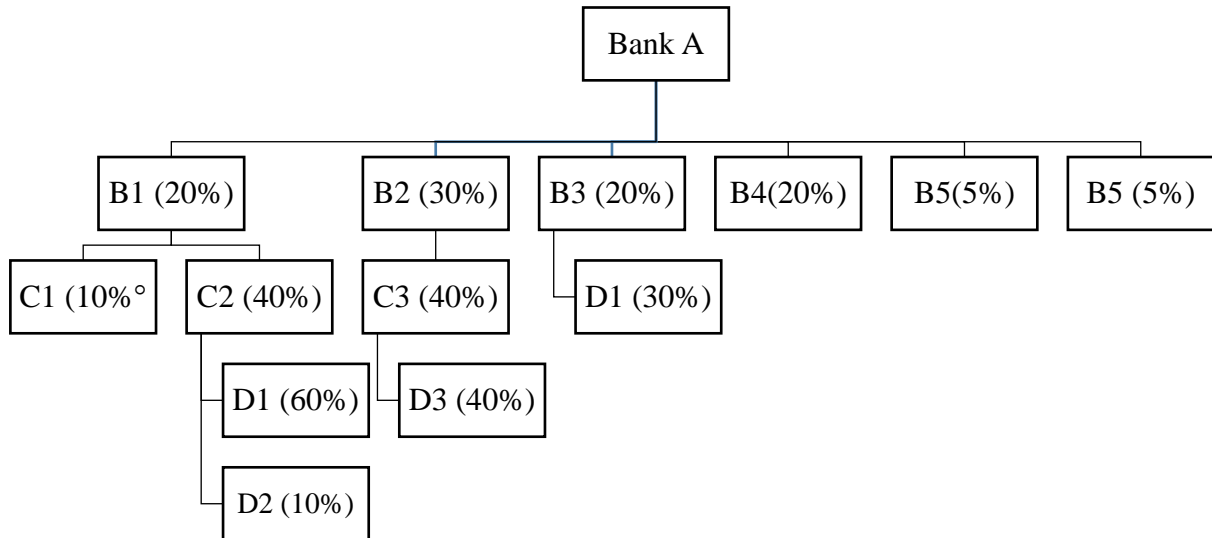 Bank A
B1 (20%)
B2 (30%)
B3 (20%)
B4(20%)
B5(5%)
B5 (5%)
C1 (10%°
C2 (40%)
C3 (40%)
D1 (30%)
D1 (60%)
D3 (40%)
D2 (10%)